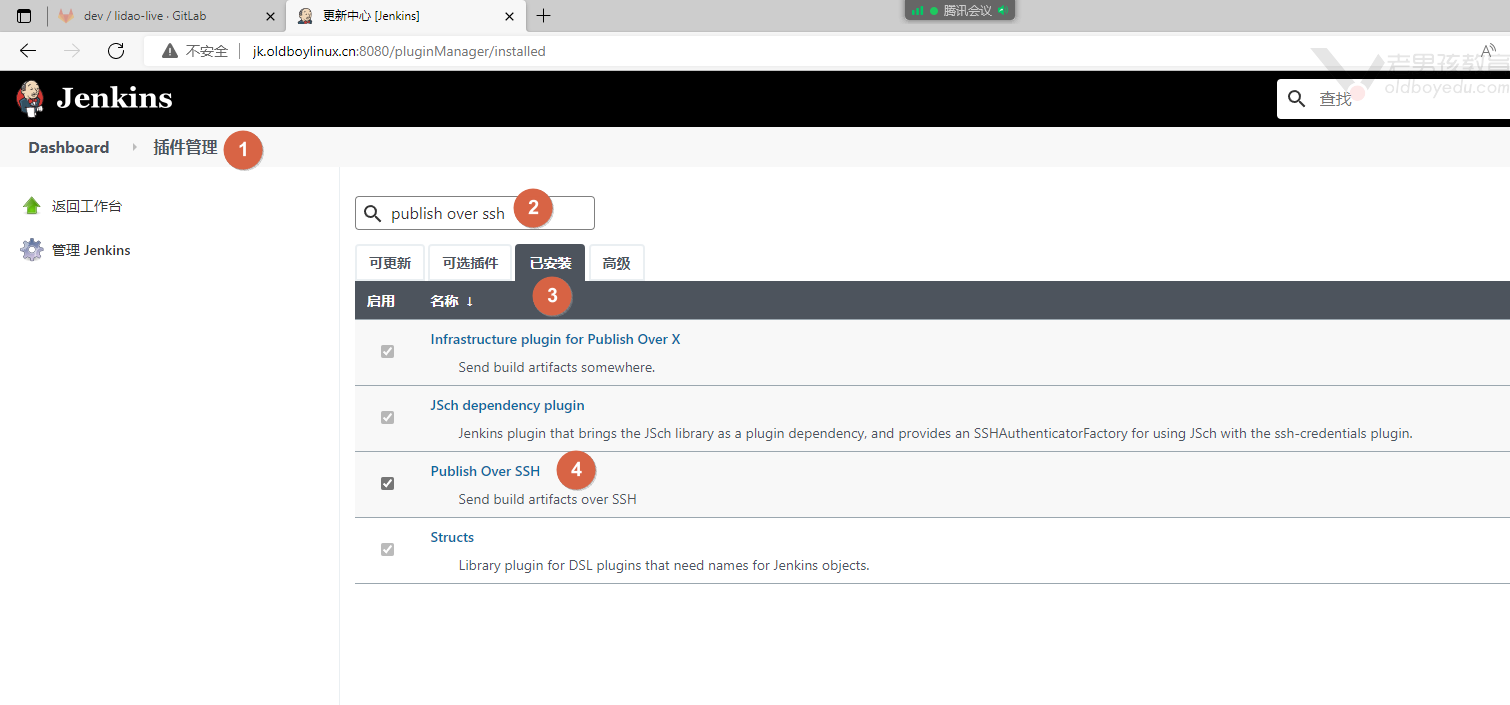 dev / lidao-live · GitLab
更新中心 [Jenkins]
腾讯会议
不安全
jk.oldboylinux.cn:8080/pluginManager/installed
老男孩教育
oldboyedu.com
Jenkins
查找
Dashboard
插件管理
1
返回工作台
管理 Jenkins
publish over ssh
2
可更新
可选插件
已安装
高级
3
启用
名称 ↓
Infrastructure plugin for Publish Over X
Send build artifacts somewhere.
JSch dependency plugin
Jenkins plugin that brings the JSch library as a plugin dependency, and provides an SSHAuthenticatorFactory for using JSch with the ssh-credentials plugin.
Publish Over SSH
4
Send build artifacts over SSH
Structs
Library plugin for DSL plugins that need names for Jenkins objects.